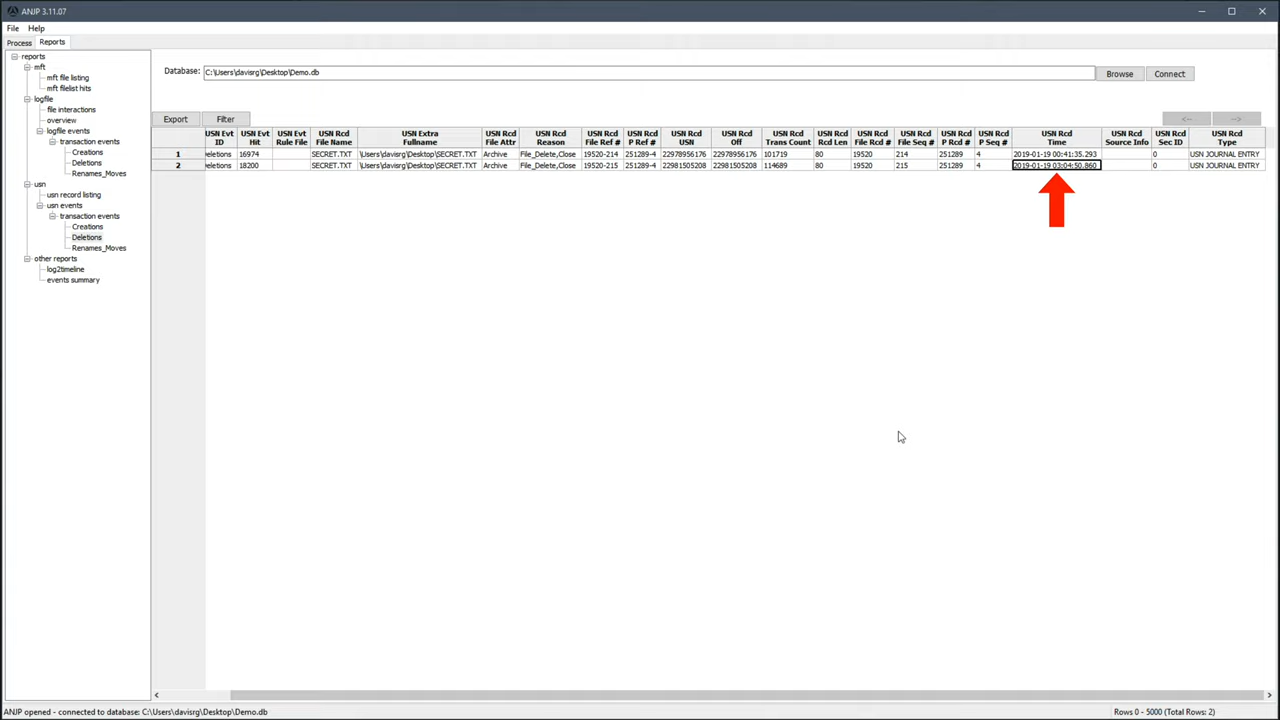 ANJP 3.11.07
File Help
Process Reports
reports
mft
mft file listing
mft filelist hits
logfile
file interactions
overview
logfile events
transaction events
Creations
Deletions
Renames_Moves
usn
usn record listing
usn events
transaction events
Creations
Deletions
Renames_Moves
other reports
log2timeline
events summary
Database: C:\Users\davisrg\Desktop\Demo.db Browse Connect
Export Filter <-- -->
USN Evt USN Evt USN Evt USN Rcd USN Extra USN Rcd USN Rcd USN Rcd USN Rcd USN Rcd USN Rcd USN Rcd USN Rcd USN Rcd USN Rcd USN Rcd USN Rcd USN Rcd USN Rcd USN Rcd USN Rcd
ID Hit Rule File File Name Fullname File Attr Reason File Ref # P Ref # USN Off Trans Count Rcd Len File Rcd # File Seq # P Rcd # P Seq # Time Source Info Sec ID Type
1 eletions 16974 SECRET.TXT \Users\davisrg\Desktop\SECRET.TXT Archive File_Delete,Close 19520-214 251289-4 22978956176 22978956176 101719 80 19520 214 251289 4 2019-01-19 00:41:35.293 0 USN JOURNAL ENTRY
2 eletions 18200 SECRET.TXT \Users\davisrg\Desktop\SECRET.TXT Archive File_Delete,Close 19520-215 251289-4 22981505208 22981505208 114689 80 19520 215 251289 4 2019-01-19 03:04:50.860 0 USN JOURNAL ENTRY
ANJP opened - connected to database: C:\Users\davisrg\Desktop\Demo.db Rows 0 - 5000 (Total Rows: 2)